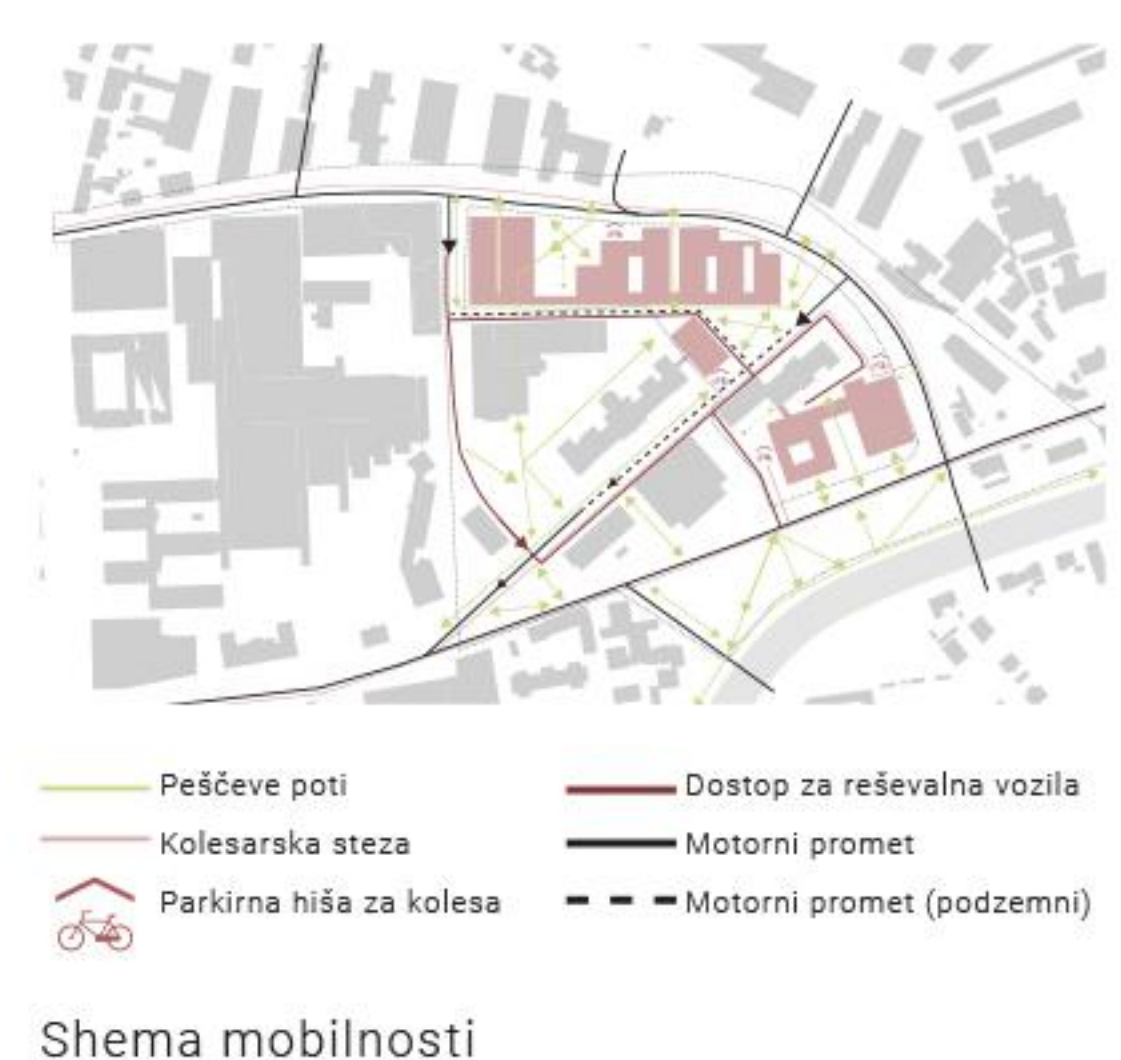 Peščeve poti
Kolesarska steza
Parkirna hiša za kolesa
Dostop za reševalna vozila
Motorni promet
Motorni promet (podzemni)
Shema mobilnosti